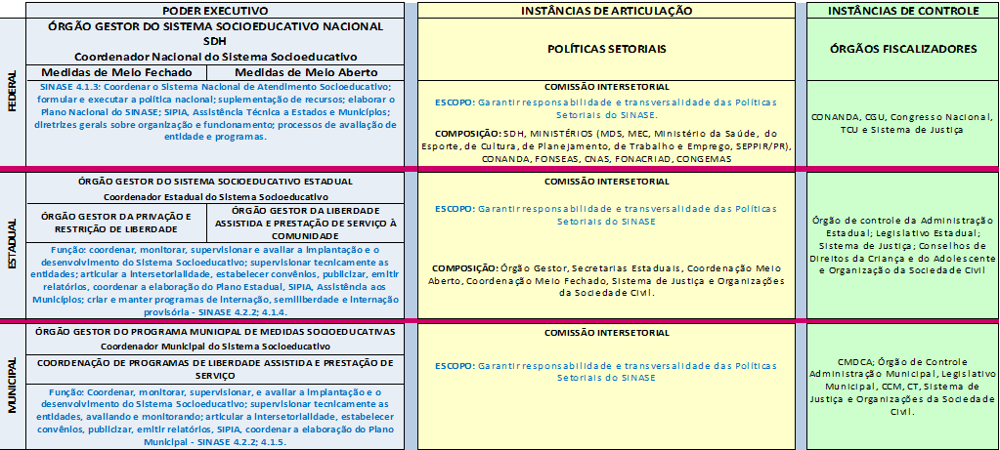 PODER EXECUTIVO
INSTÂNCIAS DE ARTICULAÇÃO
INSTÂNCIAS DE CONTROLE
FEDERAL
ÓRGÃO GESTOR DO SISTEMA SOCIOEDUCATIVO NACIONAL
SDH
Coordenador Nacional do Sistema Socioeducativo
POLÍTICAS SETORIAIS
ÓRGÃOS FISCALIZADORES
Medidas de Meio Fechado
Medidas de Meio Aberto
SINASE 4.1.3: Coordenar o Sistema Nacional de Atendimento Socioeducativo;
formular e executar a política nacional; suplementação de recursos; elaborar o
Plano Nacional do SINASE; SIPIA, Assistência Técnica a Estados e Municípios;
diretrizes gerais sobre organização e funcionamento; processos de avaliação de
entidade e programas.
COMISSÃO INTERSETORIAL
ESCOPO: Garantir responsabilidade e transversalidade das Políticas
Setoriais do SINASE.
COMPOSIÇÃO: SDH, MINISTÉRIOS (MDS, MEC, Ministério da Saúde, do
Esporte, de Cultura, de Planejamento, de Trabalho e Emprego, SEPPIR/PR),
CONANDA, FONSEAS, CNAS, FONACRIAD, CONGEMAS
CONANDA, CGU, Congresso Nacional,
TCU e Sistema de Justiça
ESTADUAL
ÓRGÃO GESTOR DO SISTEMA SOCIOEDUCATIVO ESTADUAL
Coordenador Estadual do Sistema Socioeducativo
ÓRGÃO GESTOR DA PRIVAÇÃO E
RESTRIÇÃO DE LIBERDADE
ÓRGÃO GESTOR DA LIBERDADE
ASSISTIDA E PRESTAÇÃO DE SERVIÇO À
COMUNIDADE
Função: coordenar, monitorar, supervisionar e avaliar a implantação e o
desenvolvimento do Sistema Socioeducativo; supervisionar tecnicamente as
entidades; articular a intersetorialidade, estabelecer convênios, publicizar, emitir
relatórios, coordenar a elaboração do Plano Estadual, SIPIA, Assistência aos
Municípios; criar e manter programas de internação, semiliberdade e internação
provisória - SINASE 4.2.2; 4.1.4.
COMISSÃO INTERSETORIAL
ESCOPO: Garantir responsabilidade e transversalidade das Políticas
Setoriais do SINASE
COMPOSIÇÃO: Órgão Gestor, Secretarias Estaduais, Coordenação Meio
Aberto, Coordenação Meio Fechado, Sistema de Justiça e Organizações
da Sociedade Civil.
Órgão de controle da Administração
Estadual; Legislativo Estadual;
Sistema de Justiça; Conselhos de
Direitos da Criança e do Adolescente
e Organização da Sociedade Civil
MUNICIPAL
ÓRGÃO GESTOR DO PROGRAMA MUNICIPAL DE MEDIDAS SOCIOEDUCATIVAS
Coordenador Municipal do Sistema Socioeducativo
COORDENAÇÃO DE PROGRAMAS DE LIBERDADE ASSISTIDA E PRESTAÇÃO DE
SERVIÇO
Função: Coordenar, monitorar, supervisionar, e avaliar a implantação e o
desenvolvimento do Sistema Socioeducativo; supervisionar tecnicamente as
entidades, avaliando e monitorando; articular a intersetorialidade, estabelecer
convênios, publicizar, emitir relatórios, SIPIA, coordenar a elaboração do Plano
Municipal - SINASE 4.2.2; 4.1.5.
COMISSÃO INTERSETORIAL
ESCOPO: Garantir responsabilidade e transversalidade das Políticas
Setoriais do SINASE
CMDCA; Órgão de Controle
Administração Municipal, Legislativo
Municipal, CCM, CT, Sistema de
Justiça e Organizações da Sociedade
Civil.